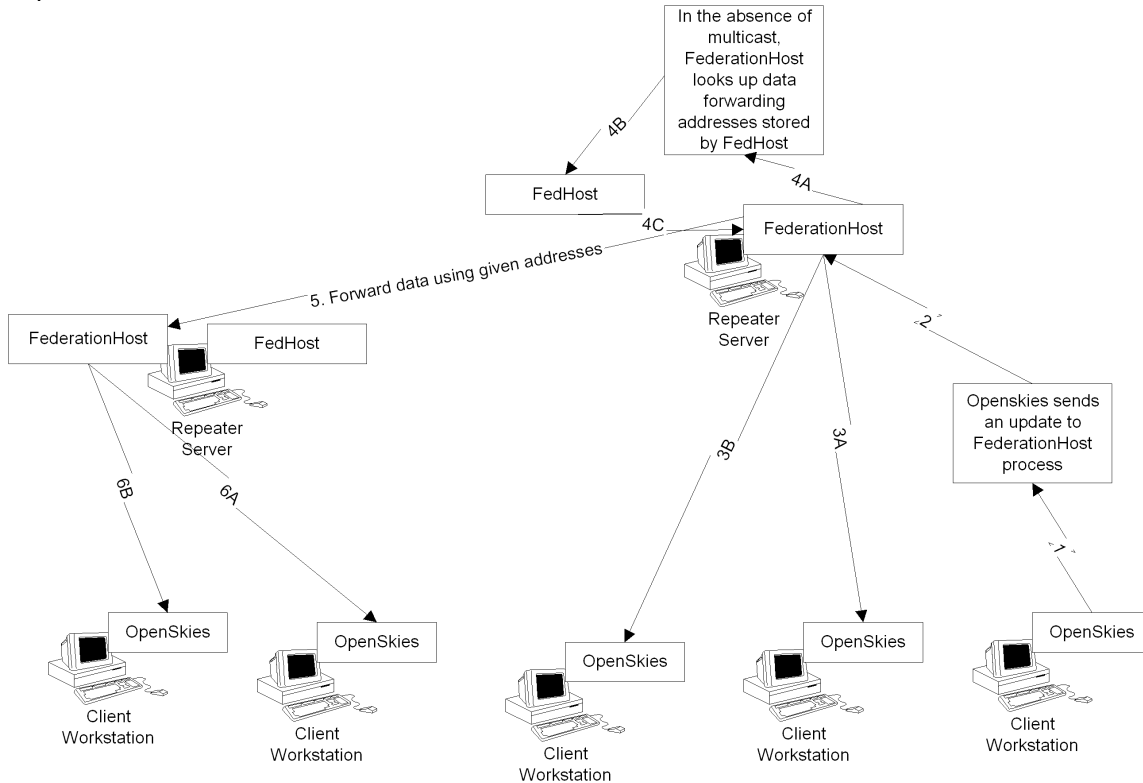 In the absence of
multicast,
FederationHost
looks up data
forwarding
addresses stored
by FedHost
4B
4A
FedHost
4C
FederationHost
5. Forward data using given addresses
Repeater
Server
2
FederationHost
FedHost
Repeater
Server
Openskies sends
an update to
FederationHost
process
3B
3A
6B
6A
1
OpenSkies
OpenSkies
OpenSkies
OpenSkies
OpenSkies
Client
Workstation
Client
Workstation
Client
Workstation
Client
Workstation
Client
Workstation